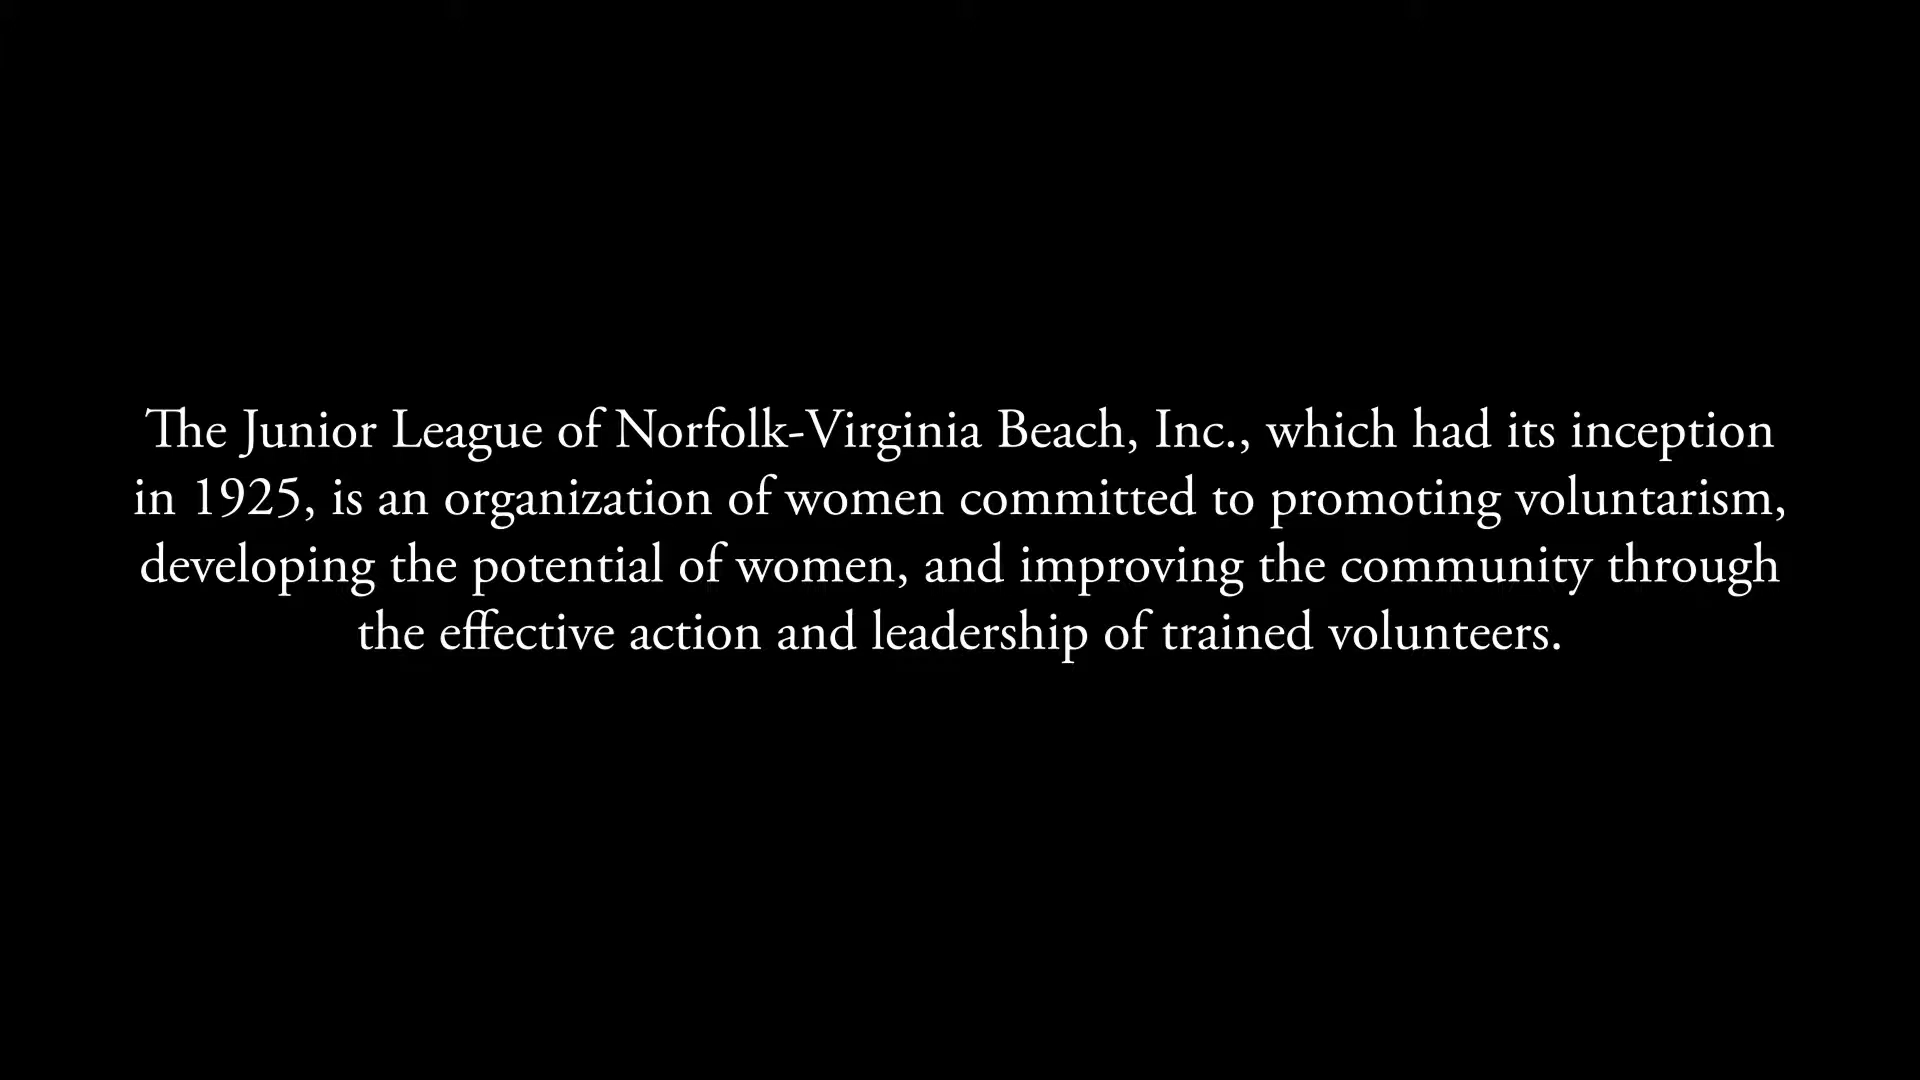 The Junior League of Norfolk-Virginia Beach, Inc., which had its inception
in 1925, is an organization of women committed to promoting voluntarism,
developing the potential of women, and improving the community through
the effective action and leadership of trained volunteers.